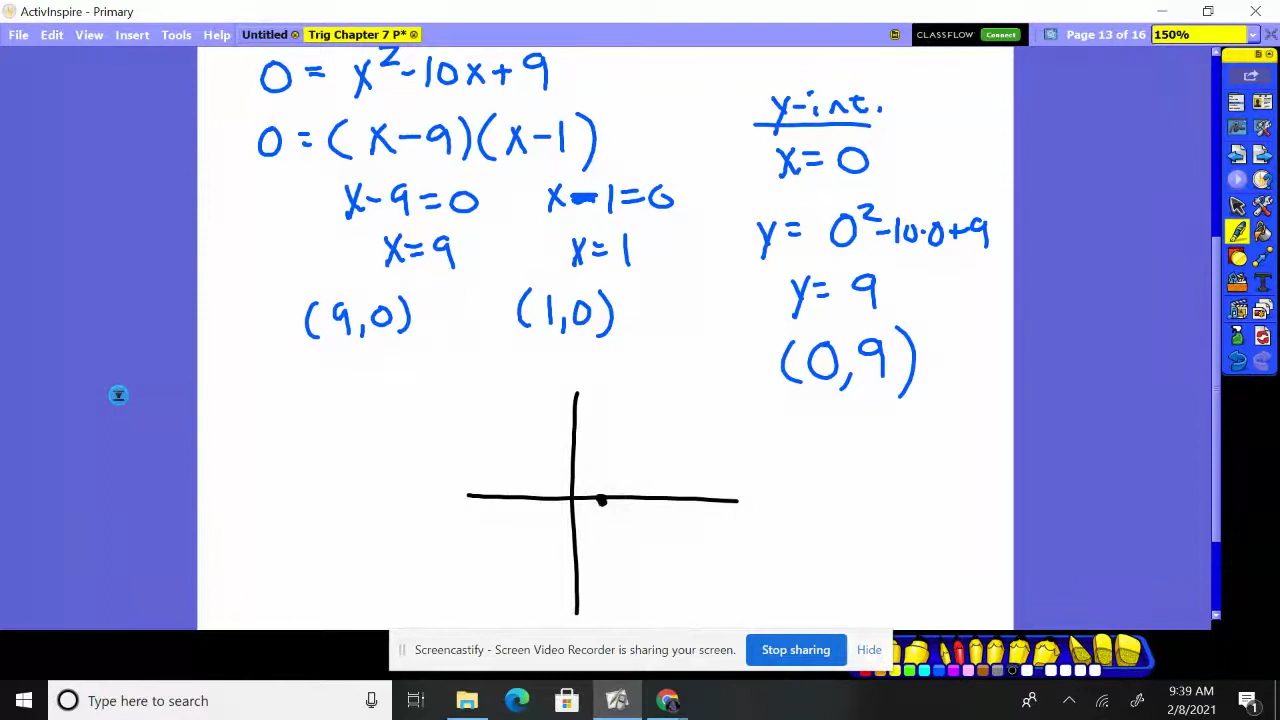 ActivInspire - Primary
File Edit View Insert Tools Help Untitled Trig Chapter 7 P* CLASSFLOW Connect Page 13 of 16 150%
0 = x² - 10x + 9
0 = (x - 9)(x - 1)
x - 9 = 0 x - 1 = 0
x = 9 x = 1
(9,0) (1,0)
y-int.
x = 0
y = 0² - 10·0 + 9
y = 9
(0,9)
Screencastify - Screen Video Recorder is sharing your screen. Stop sharing Hide
Type here to search
9:39 AM
2/8/2021
1